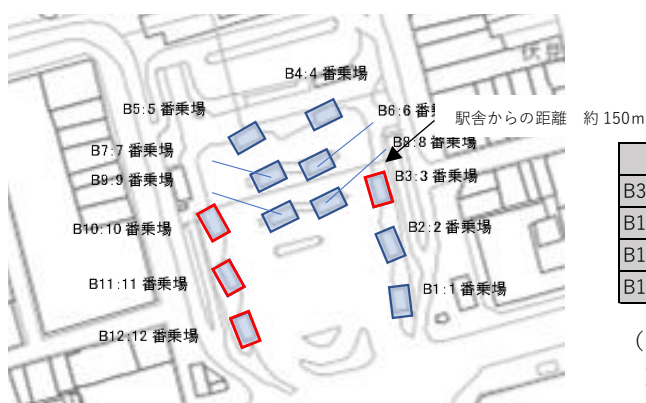 伏見
B4:4 番乗場
B5:5 番乗場
B6:6 番
駅舎からの距離 約 150m
B7:7 番乗場
B8:8 番乗場
B9:9 番乗場
B3:3 番乗場
B3
B10:10 番乗場
B2:2 番乗場
B1
B1
B11:11 番乗場
B1:1 番乗場
B1
B12:12 番乗場
(